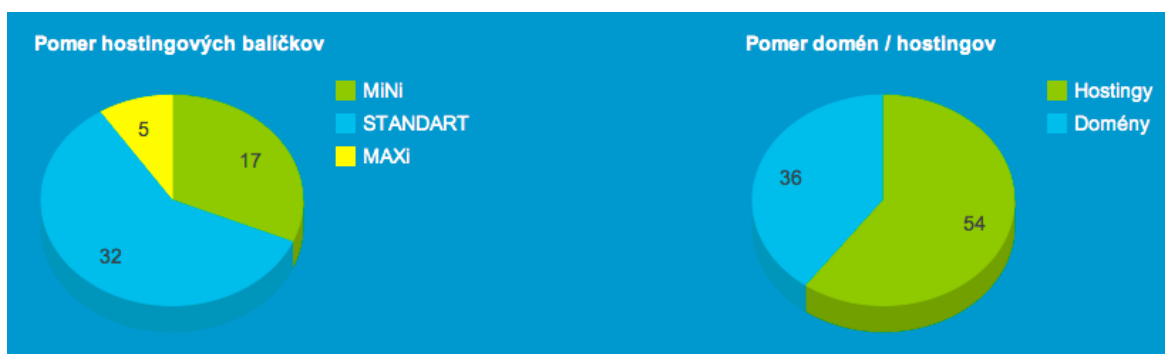 Pomer hostingových balíčkov
MiNi
STANDART
MAXi
5
17
32
Pomer domén / hostingov
Hostingy
Domény
36
54